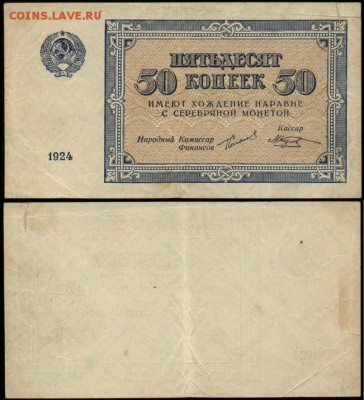 COINS.LAVE.RU
ПЯТЬДЕСЯТ
50 КОПЕЕК 50
ИМЕЮТ ХОЖДЕНИЕ НАРАВНЕ
С СЕРЕБРЯНОЙ МОНЕТОЙ
Кассир
Народный Комиссар
Финансов
1924